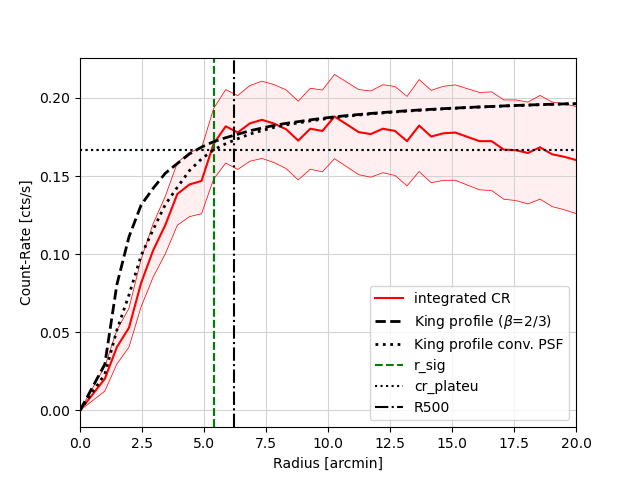 0.20
0.15
0.10
0.05
0.00
Count-Rate [cts/s]
integrated CR
King profile (β=2/3)
King profile conv. PSF
r_sig
cr_plateu
R500
0.0 2.5 5.0 7.5 10.0 12.5 15.0 17.5 20.0
Radius [arcmin]